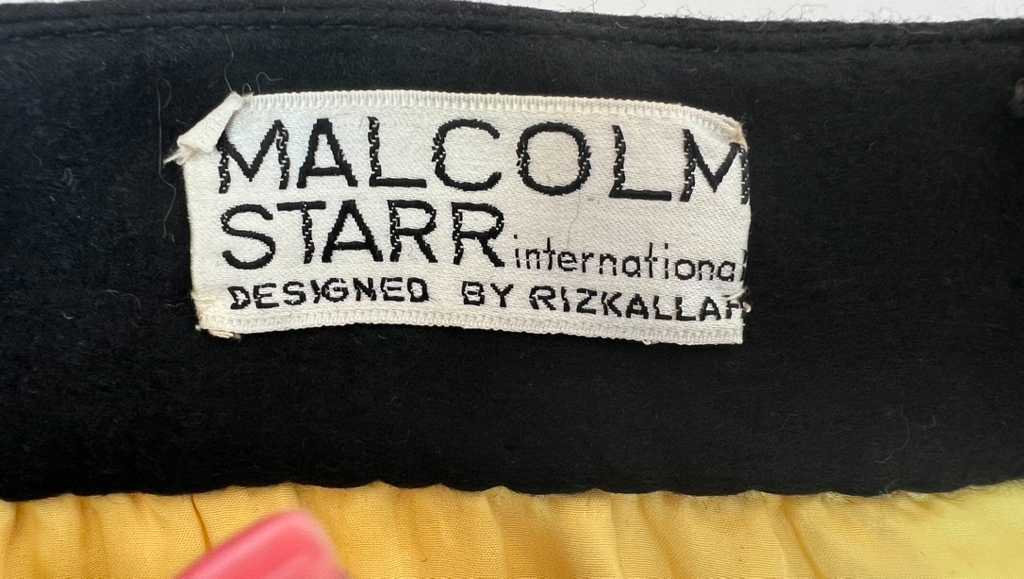 MALCOLM
STARR international
DESIGNED BY RIZKALLAH